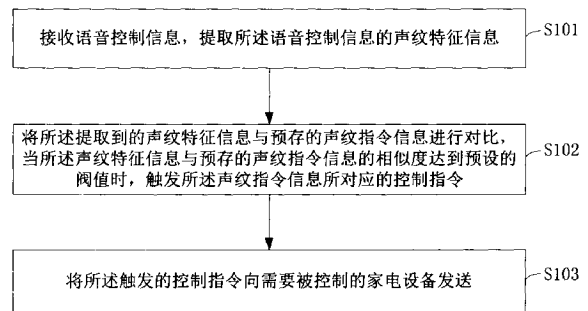 接收语音控制信息，提取所述语音控制信息的声纹特征信息
S101
将所述提取到的声纹特征信息与预存的声纹指令信息进行对比，
当所述声纹特征信息与预存的声纹指令信息的相似度达到预设的
阀值时，触发所述声纹指令信息所对应的控制指令
S102
将所述触发的控制指令向需要被控制的家电设备发送
S103